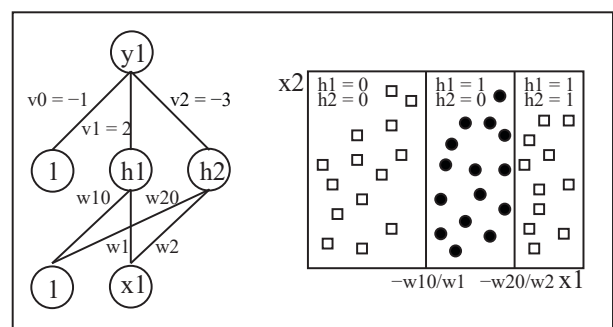 y1
v0 = −1
v1 = 2
v2 = −3
1
h1
h2
w10
w20
w1
w2
1
x1
x2
h1 = 0
h2 = 0
h1 = 1
h2 = 0
h1 = 1
h2 = 1
−w10/w1
−w20/w2
x1